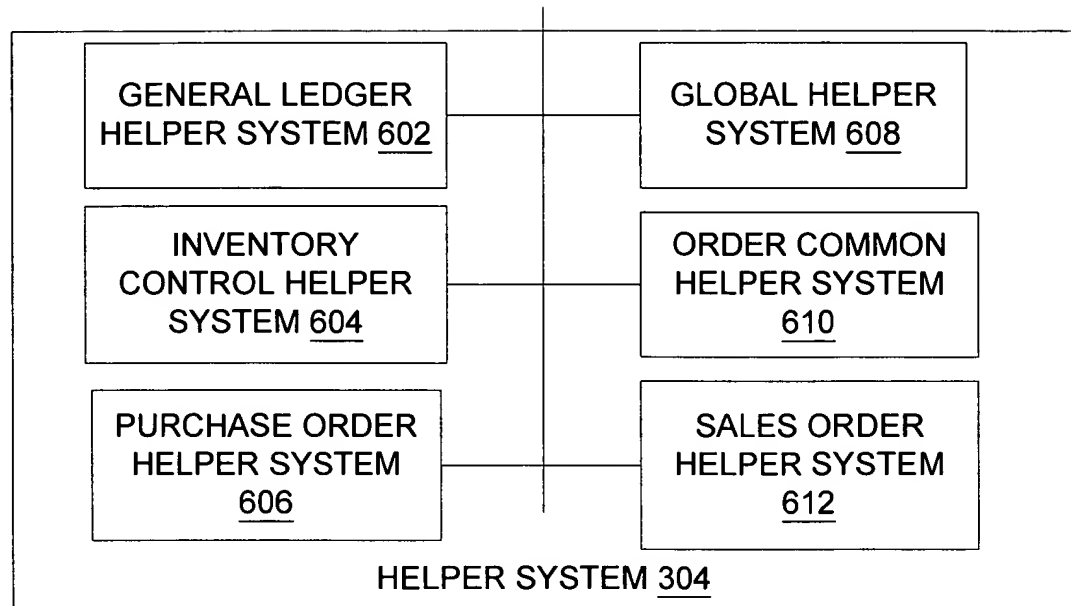 GENERAL LEDGER
HELPER SYSTEM 602
GLOBAL HELPER
SYSTEM 608
INVENTORY
CONTROL HELPER
SYSTEM 604
ORDER COMMON
HELPER SYSTEM
610
PURCHASE ORDER
HELPER SYSTEM
606
SALES ORDER
HELPER SYSTEM
612
HELPER SYSTEM 304